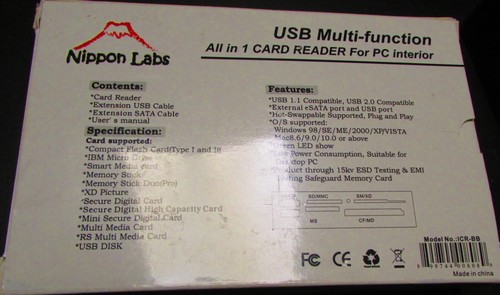 Nippon Labs
USB Multi-function
All in 1 CARD READER For PC interior
Contents:
*Card Reader
*Extension USB Cable
*Extension SATA Cable
*User's manual
Specification:
Card supported:
*Compact Flash Card(Type I and II)
*IBM Micro Drive
*Smart Media card
*Memory Stick
*Memory Stick Duo(Pro)
*XD Picture
*Secure Digital Card
*Secure Digital High Capacity Card
*Mini Secure Digital Card
*Multi Media Card
*RS Multi Media Card
*USB DISK
Features:
*USB 1.1 Compatible, USB 2.0 Compatible
*External eSATA port and USB port
*Hot-Swappable Supported, Plug and Play
*O/S supported:
Windows 98/SE/ME/2000/XP/VISTA
Mac8.6/9.0/10.0 or above
LED show
Power Consumption, Suitable for
top PC
Product through 15kv ESD Testing & EMI
Safeguard Memory Card
SD/MMC
SM/XD
MS
CF/MD
FC CE
Model No.:ICR-BB
Made in china